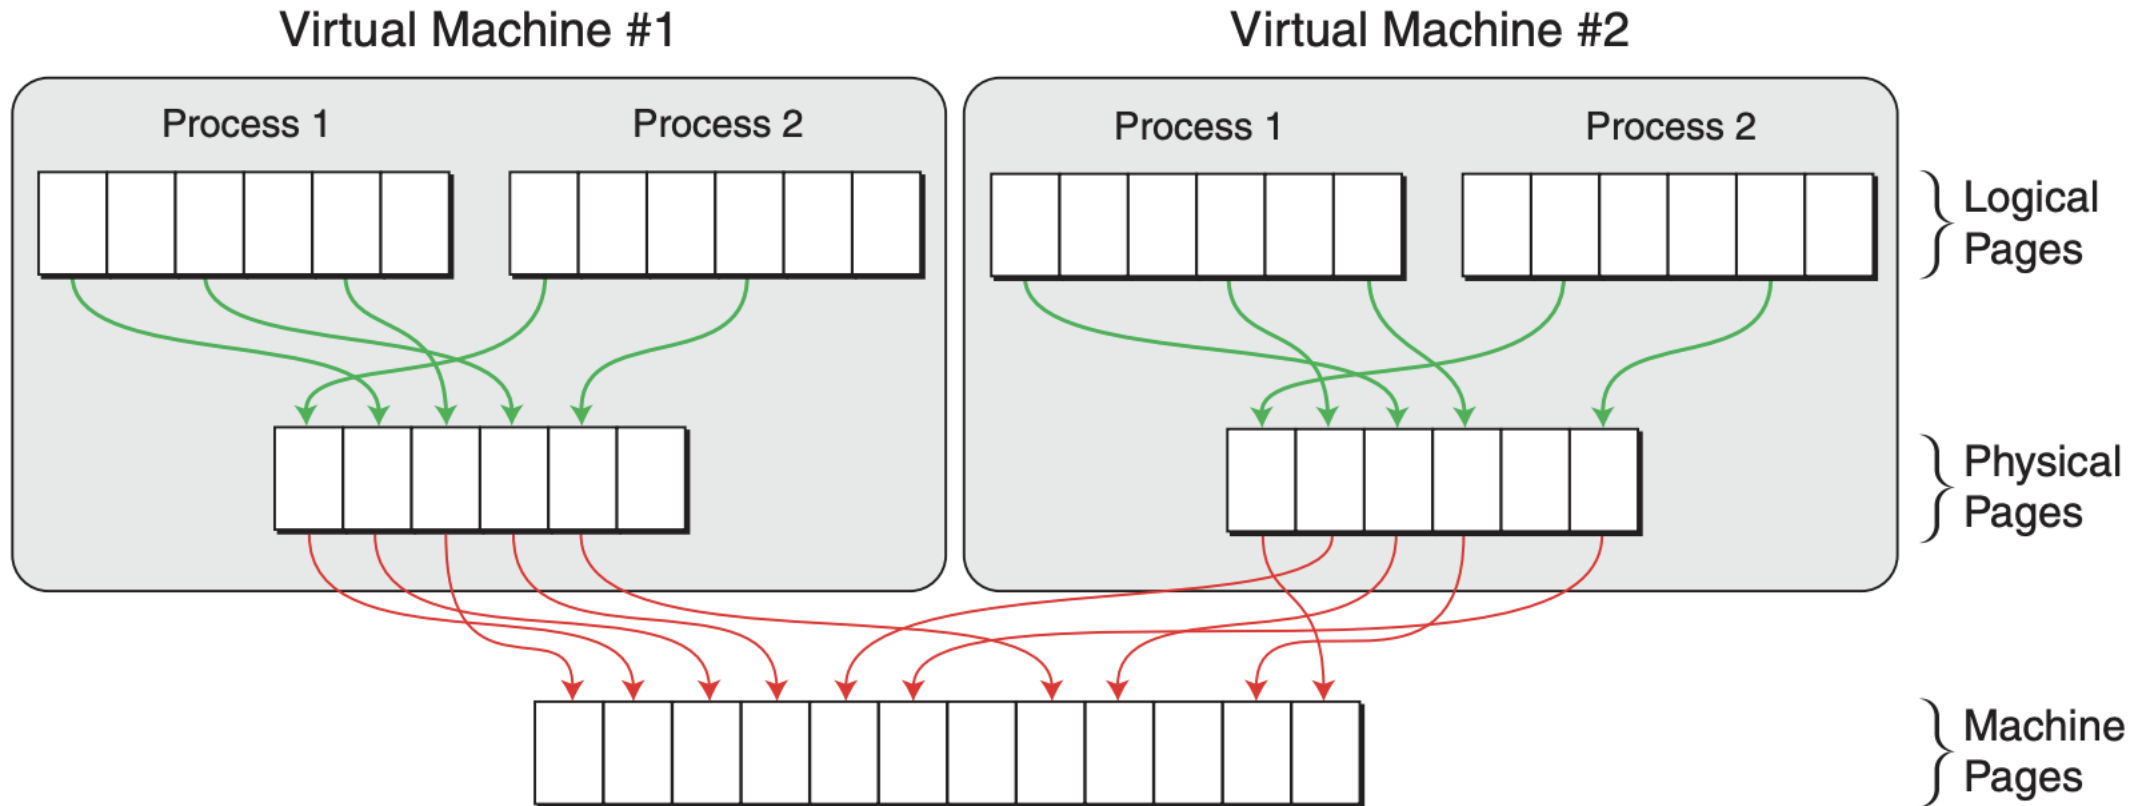 Virtual Machine #1
Virtual Machine #2
Process 1
Process 2
Process 1
Process 2
Logical
Pages
Physical
Pages
Machine
Pages